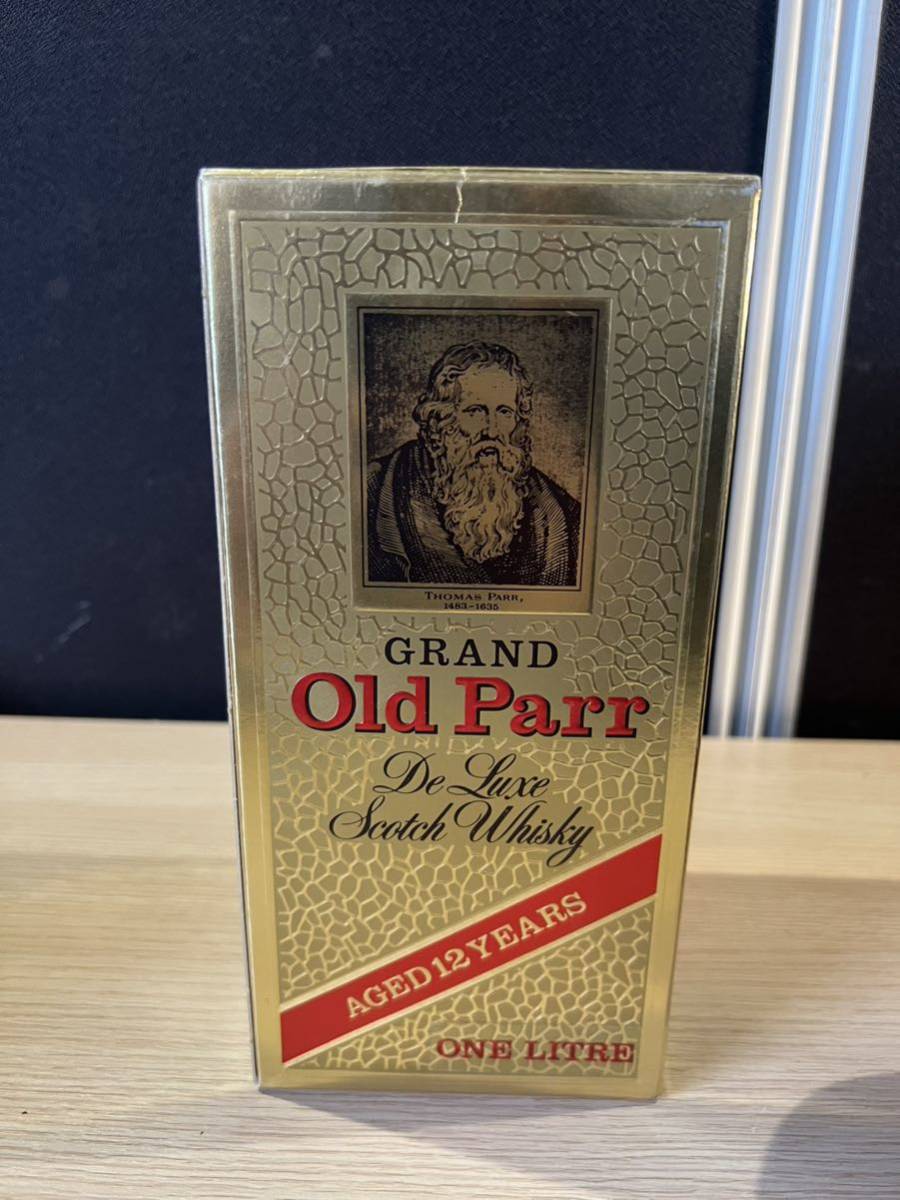 THOMAS PARR,
1483-1635
GRAND
Old Parr
De Luxe
Scotch Whisky
AGED 12 YEARS
ONE LITRE